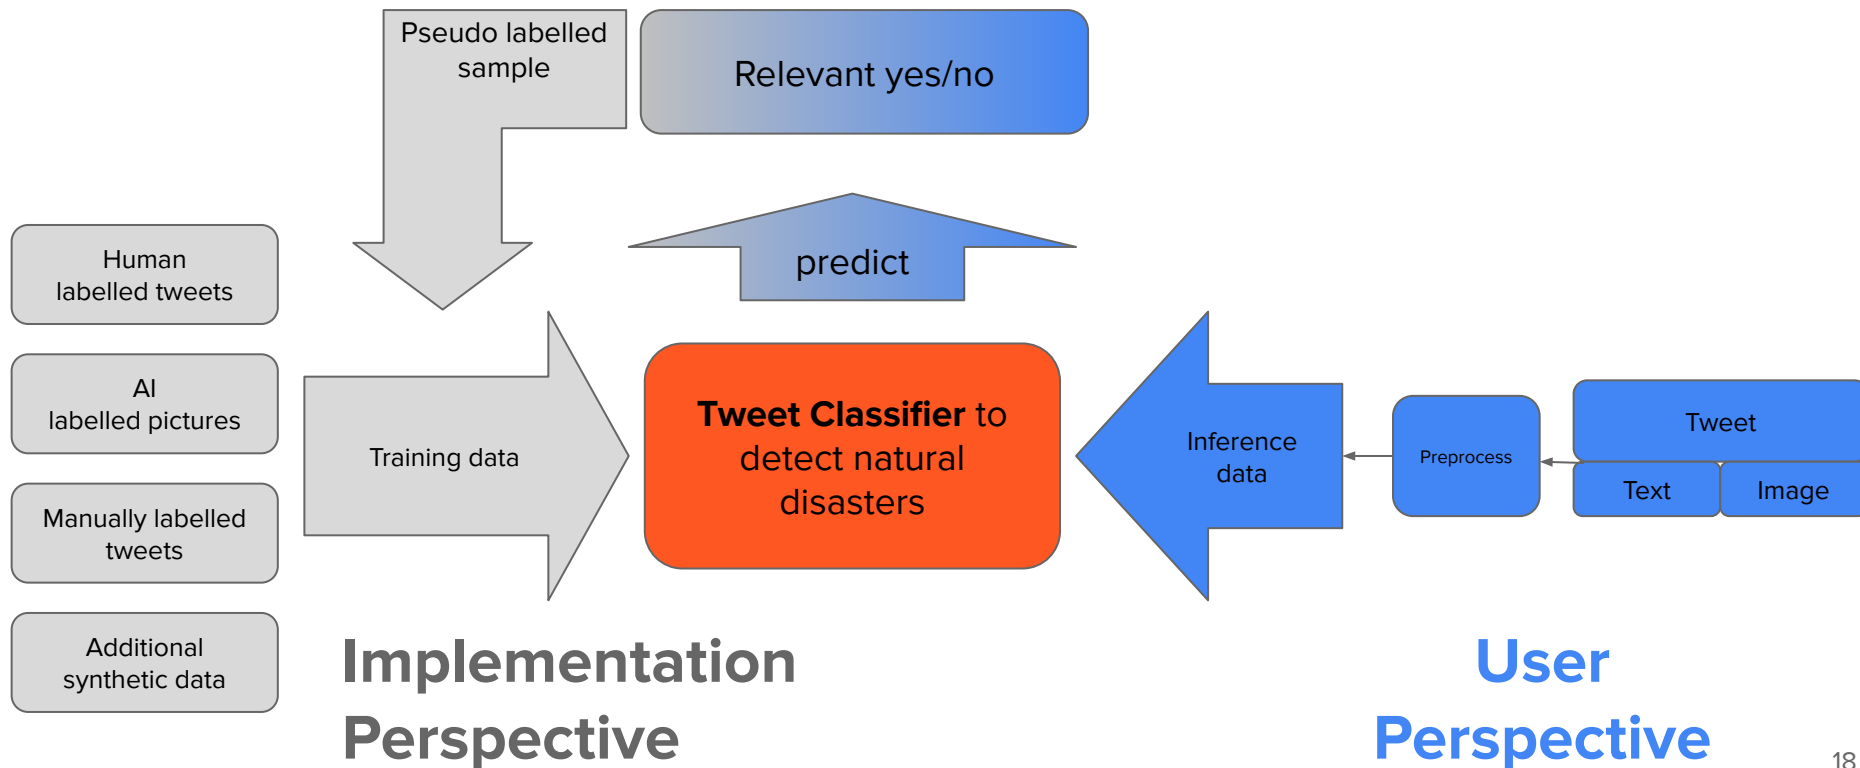 Pseudo labelled
sample
Relevant yes/no
predict
Human
labelled tweets
AI
labelled pictures
Manually labelled
tweets
Additional
synthetic data
Training data
Tweet Classifier to
detect natural
disasters
Inference
data
Preprocess
Tweet
Text
Image
Implementation
Perspective
User
Perspective
18